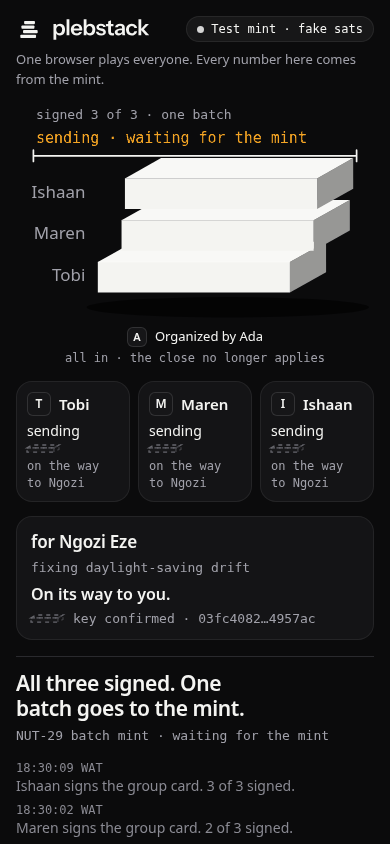 plebstack
Test mint · fake sats
One browser plays everyone. Every number here comes
from the mint.
signed 3 of 3 · one batch
sending · waiting for the mint
Ishaan
Maren
Tobi
A Organized by Ada
all in · the close no longer applies
T Tobi
sending
on the way
to Ngozi
M Maren
sending
on the way
to Ngozi
I Ishaan
sending
on the way
to Ngozi
for Ngozi Eze
fixing daylight-saving drift
On its way to you.
key confirmed · 03fc4082…4957ac
All three signed. One
batch goes to the mint.
NUT-29 batch mint · waiting for the mint
18:30:09 WAT
Ishaan signs the group card. 3 of 3 signed.
18:30:02 WAT
Maren signs the group card. 2 of 3 signed.